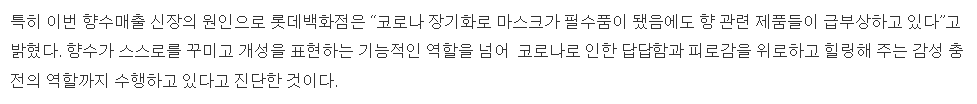 특히 이번 향수매출 신장의 원인으로 롯데백화점은 “코로나 장기화로 마스크가 필수품이 됐음에도 향 관련 제품들이 급부상하고 있다”고
밝혔다. 향수가 스스로를 꾸미고 개성을 표현하는 기능적인 역할을 넘어  코로나로 인한 답답함과 피로감을 위로하고 힐링해 주는 감성 충
전의 역할까지 수행하고 있다고 진단한 것이다.